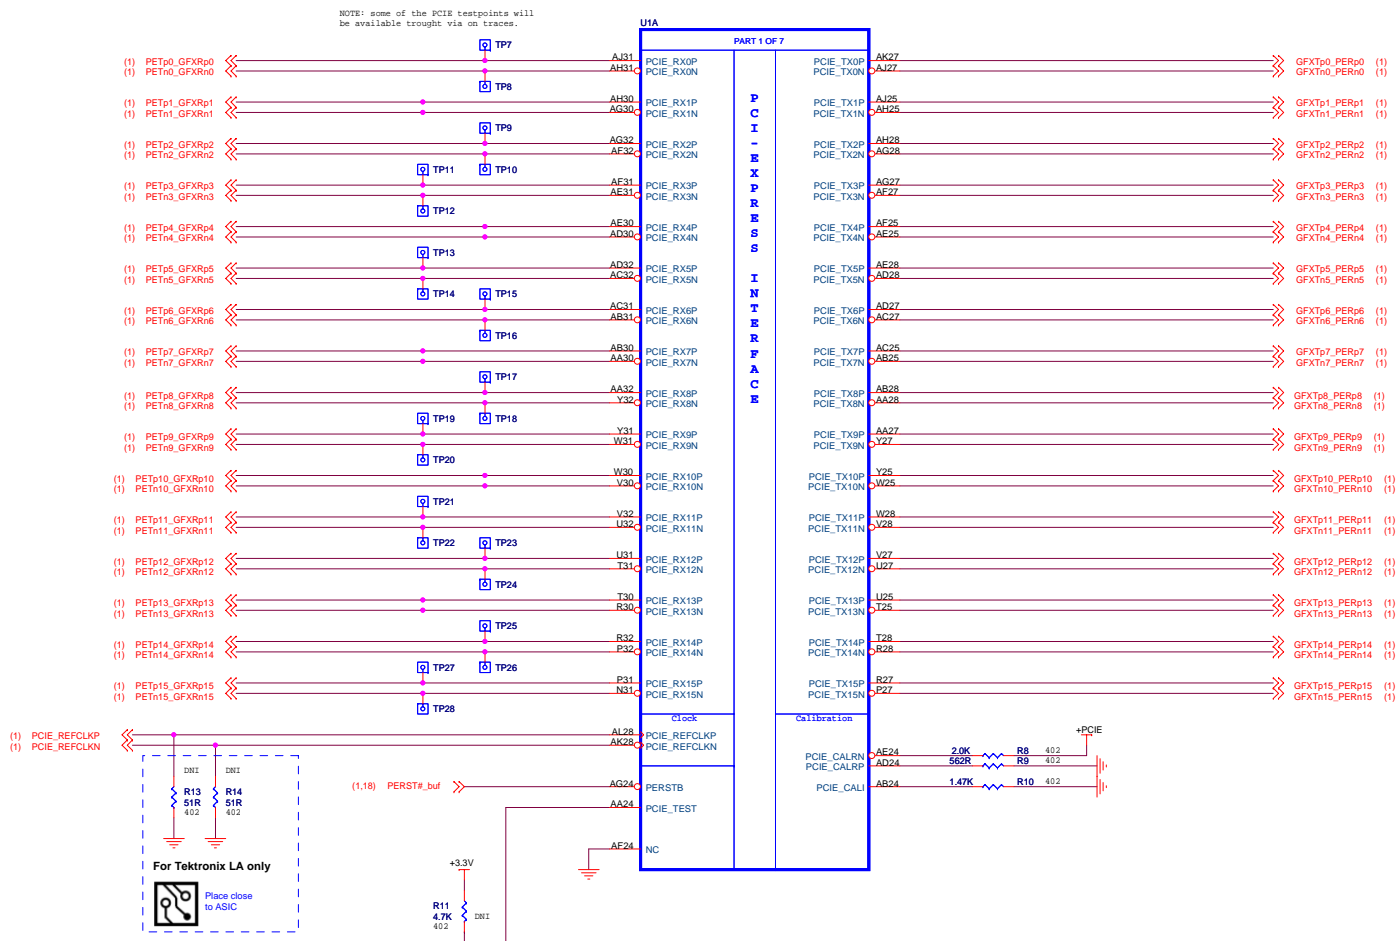 NOTE: some of the PCIE testpoints will
be available trought via on traces.
U1A
PART 1 OF 7
PCI-EXPRESS INTERFACE
TP7
(1) PETp0_GFXRp0 AJ31 PCIE_RX0P PCIE_TX0P AK27 GFXTp0_PERp0 (1)
(1) PETn0_GFXRn0 AH31 PCIE_RX0N PCIE_TX0N AJ27 GFXTn0_PERn0 (1)
TP8
(1) PETp1_GFXRp1 AH30 PCIE_RX1P PCIE_TX1P AJ25 GFXTp1_PERp1 (1)
(1) PETn1_GFXRn1 AG30 PCIE_RX1N PCIE_TX1N AH25 GFXTn1_PERn1 (1)
TP9
(1) PETp2_GFXRp2 AG32 PCIE_RX2P PCIE_TX2P AH28 GFXTp2_PERp2 (1)
(1) PETn2_GFXRn2 AF32 PCIE_RX2N PCIE_TX2N AG28 GFXTn2_PERn2 (1)
TP11 TP10
(1) PETp3_GFXRp3 AF31 PCIE_RX3P PCIE_TX3P AG27 GFXTp3_PERp3 (1)
(1) PETn3_GFXRn3 AE31 PCIE_RX3N PCIE_TX3N AF27 GFXTn3_PERn3 (1)
TP12
(1) PETp4_GFXRp4 AE30 PCIE_RX4P PCIE_TX4P AF25 GFXTp4_PERp4 (1)
(1) PETn4_GFXRn4 AD30 PCIE_RX4N PCIE_TX4N AE25 GFXTn4_PERn4 (1)
TP13
(1) PETp5_GFXRp5 AD32 PCIE_RX5P PCIE_TX5P AE28 GFXTp5_PERp5 (1)
(1) PETn5_GFXRn5 AC32 PCIE_RX5N PCIE_TX5N AD28 GFXTn5_PERn5 (1)
TP14 TP15
(1) PETp6_GFXRp6 AC31 PCIE_RX6P PCIE_TX6P AD27 GFXTp6_PERp6 (1)
(1) PETn6_GFXRn6 AB31 PCIE_RX6N PCIE_TX6N AC27 GFXTn6_PERn6 (1)
TP16
(1) PETp7_GFXRp7 AB30 PCIE_RX7P PCIE_TX7P AC25 GFXTp7_PERp7 (1)
(1) PETn7_GFXRn7 AA30 PCIE_RX7N PCIE_TX7N AB25 GFXTn7_PERn7 (1)
TP17
(1) PETp8_GFXRp8 AA32 PCIE_RX8P PCIE_TX8P AB28 GFXTp8_PERp8 (1)
(1) PETn8_GFXRn8 Y32 PCIE_RX8N PCIE_TX8N AA28 GFXTn8_PERn8 (1)
TP19 TP18
(1) PETp9_GFXRp9 Y31 PCIE_RX9P PCIE_TX9P AA27 GFXTp9_PERp9 (1)
(1) PETn9_GFXRn9 W31 PCIE_RX9N PCIE_TX9N Y27 GFXTn9_PERn9 (1)
TP20
(1) PETp10_GFXRp10 W30 PCIE_RX10P PCIE_TX10P Y25 GFXTp10_PERp10 (1)
(1) PETn10_GFXRn10 V30 PCIE_RX10N PCIE_TX10N W25 GFXTn10_PERn10 (1)
TP21
(1) PETp11_GFXRp11 V32 PCIE_RX11P PCIE_TX11P W28 GFXTp11_PERp11 (1)
(1) PETn11_GFXRn11 U32 PCIE_RX11N PCIE_TX11N V28 GFXTn11_PERn11 (1)
TP22 TP23
(1) PETp12_GFXRp12 U31 PCIE_RX12P PCIE_TX12P V27 GFXTp12_PERp12 (1)
(1) PETn12_GFXRn12 T31 PCIE_RX12N PCIE_TX12N U27 GFXTn12_PERn12 (1)
TP24
(1) PETp13_GFXRp13 T30 PCIE_RX13P PCIE_TX13P U25 GFXTp13_PERp13 (1)
(1) PETn13_GFXRn13 R30 PCIE_RX13N PCIE_TX13N T25 GFXTn13_PERn13 (1)
TP25
(1) PETp14_GFXRp14 R32 PCIE_RX14P PCIE_TX14P T28 GFXTp14_PERp14 (1)
(1) PETn14_GFXRn14 P32 PCIE_RX14N PCIE_TX14N R28 GFXTn14_PERn14 (1)
TP27 TP26
(1) PETp15_GFXRp15 P31 PCIE_RX15P PCIE_TX15P R27 GFXTp15_PERp15 (1)
(1) PETn15_GFXRn15 N31 PCIE_RX15N PCIE_TX15N P27 GFXTn15_PERn15 (1)
TP28
Clock Calibration
(1) PCIE_REFCLKP AL28 PCIE_REFCLKP
(1) PCIE_REFCLKN AK28 PCIE_REFCLKN
+PCIE
PCIE_CALRN AE24 2.0K R8 402
PCIE_CALRP AD24 562R R9 402
PCIE_CALI AB24 1.47K R10 402
DNI DNI
R13 R14
51R 51R
402 402
(1,18) PERST#_buf AG24 PERSTB
AA24 PCIE_TEST
AF24 NC
For Tektronix LA only
Place close
to ASIC
+3.3V
R11
4.7K DNI
402